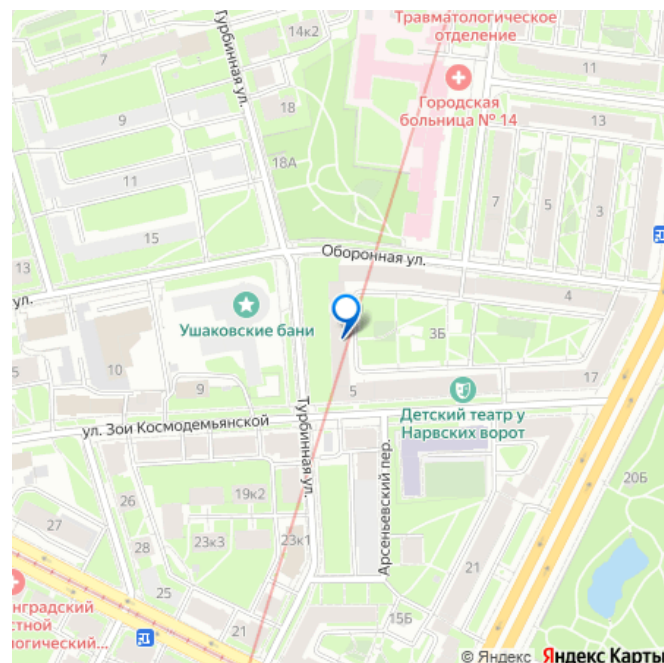 Травматологическое
отделение
14к2
Турбинная ул.
7
11
18
Городская
больница № 14
9
13
18А
11
7
5
3
15
Оборонная ул.
13
ул.
4
Ушаковские бани
3Б
10
5
9
5
17
Детский театр у
Нарвских ворот
ул. Зои Космодемьянской
Турбинная ул.
Арсеньевский пер.
20Б
26
19к2
27
28
23к3
23к1
25
21
нградский
стной
логический...
21
15Б
© Яндекс Яндекс Карты